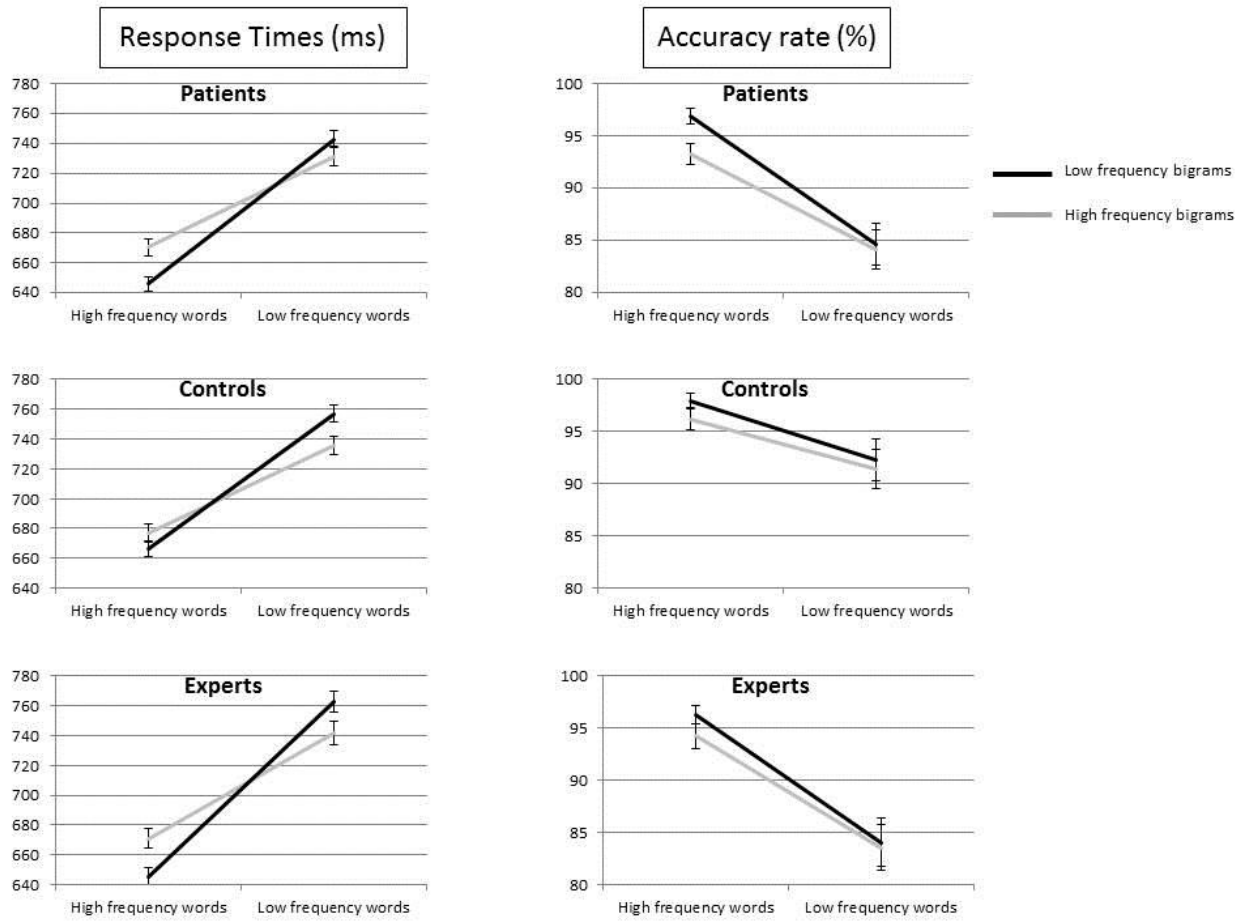 Response Times (ms)
Accuracy rate (%)
Patients
780
760
740
720
700
680
660
640
High frequency words Low frequency words
Patients
100
95
90
85
80
High frequency words Low frequency words
Low frequency bigrams
High frequency bigrams
Controls
780
760
740
720
700
680
660
640
High frequency words Low frequency words
Controls
100
95
90
85
80
High frequency words Low frequency words
Experts
780
760
740
720
700
680
660
640
High frequency words Low frequency words
Experts
100
95
90
85
80
High frequency words Low frequency words